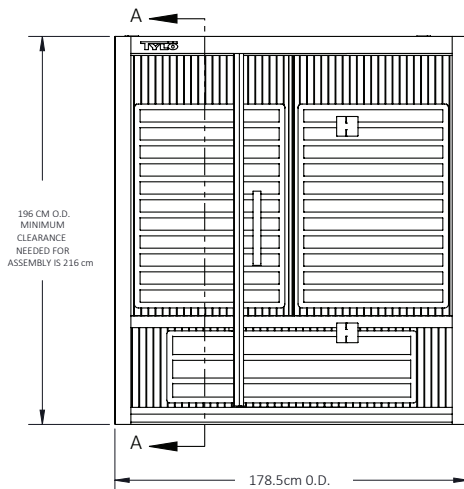 A
TYLÖ
196 CM O.D.
MINIMUM
CLEARANCE
NEEDED FOR
ASSEMBLY IS 216 cm
A
178.5cm O.D.